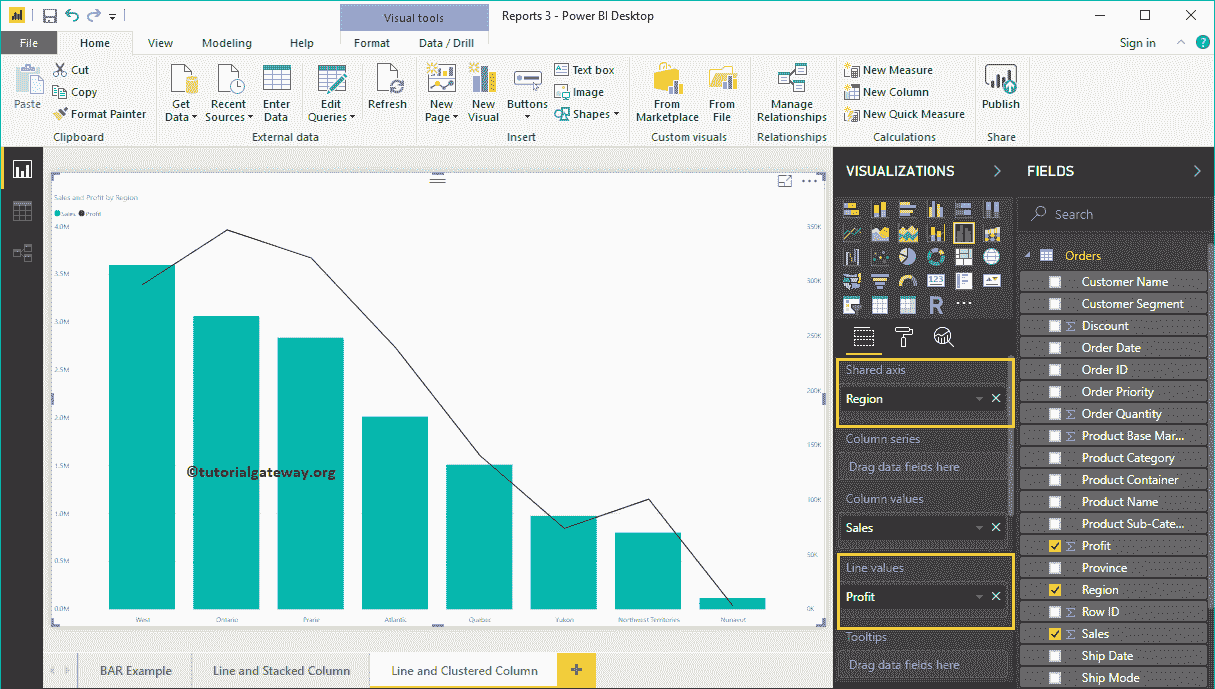 Visual tools
Reports 3 - Power BI Desktop
File
Home
View
Modeling
Help
Format
Data / Drill
Sign in
?
Paste
Cut
Copy
Format Painter
Clipboard
Get Data
Recent Sources
Enter Data
Edit Queries
Refresh
External data
New Page
New Visual
Buttons
Text box
Image
Shapes
Insert
From Marketplace
From File
Custom visuals
Manage Relationships
Relationships
New Measure
New Column
New Quick Measure
Calculations
Publish
Share
Sales and Profit by Region
Sales Profit
4.0M
3.5M
3.0M
2.5M
2.0M
1.5M
1.0M
0.5M
0.0M
350K
300K
250K
200K
150K
100K
50K
0K
©tutorialgateway.org
West
Ontario
Prarie
Atlantic
Quebec
Yukon
Northwest Territories
Nunavut
BAR Example
Line and Stacked Column
Line and Clustered Column
+
VISUALIZATIONS
123
R
Shared axis
Region
Column series
Drag data fields here
Column values
Sales
Line values
Profit
Tooltips
Drag data fields here
FIELDS
Search
Orders
Customer Name
Customer Segment
Σ Discount
Order Date
Order ID
Order Priority
Σ Order Quantity
Σ Product Base Mar...
Product Category
Product Container
Product Name
Product Sub-Cate...
Σ Profit
Province
Region
Σ Row ID
Σ Sales
Ship Date
Ship Mode